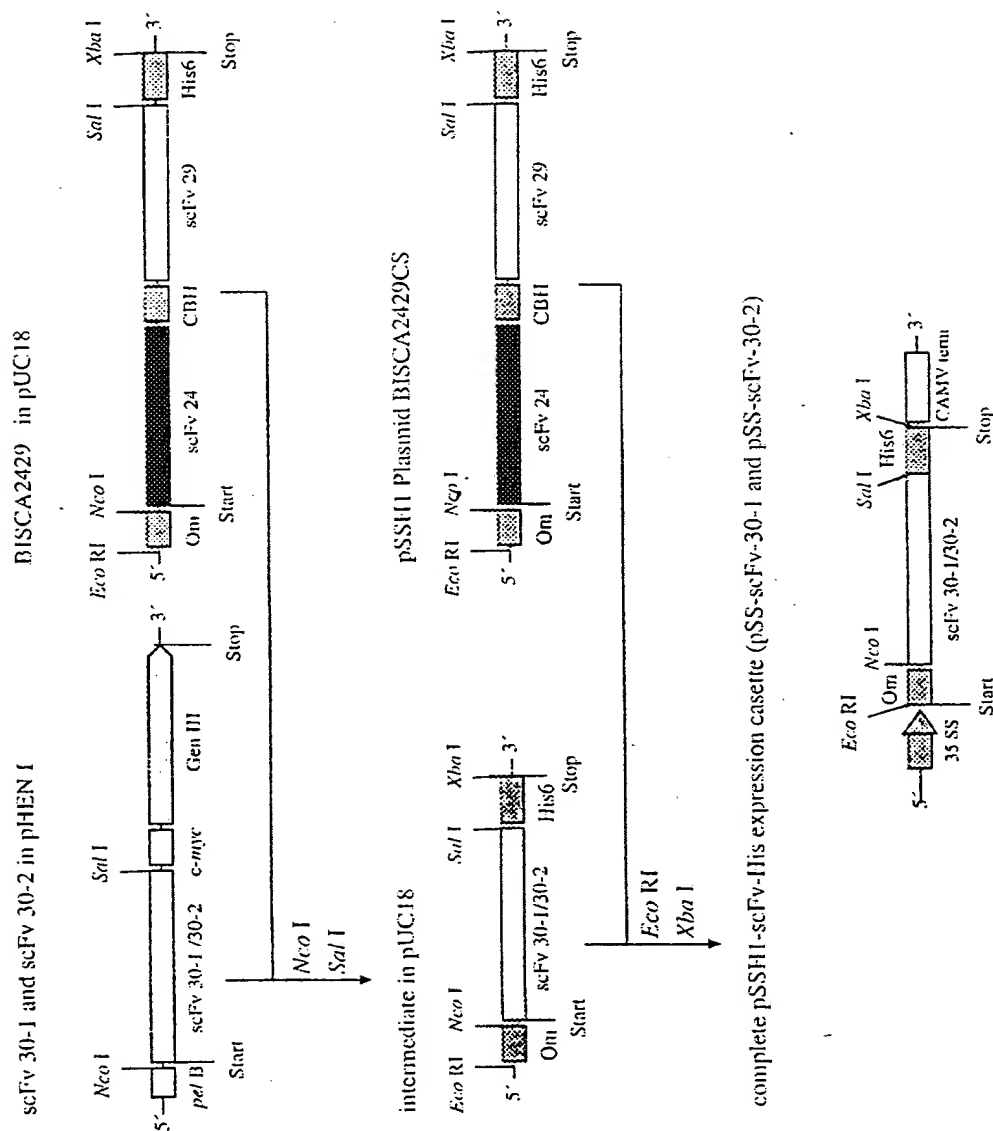 scFv 30-1 and scFv 30-2 in pHEN I
Nco I
Sal I
5´
3´
pel B
scFv 30-1 /30-2
c-myc
Gen III
Start
Stop
BISCA2429 in pUC18
Eco RI
Nco I
Sal I
Xba I
5´
3´
Om
scFv 24
CBH
scFv 29
His6
Start
Stop
Nco I
Sal I
intermediate in pUC18
Eco RI
Nco I
Sal I
Xba I
5´
3´
Om
scFv 30-1/30-2
His6
Start
Stop
pSSH1 Plasmid BISCA2429CS
Eco RI
Nco I
Sal I
Xba I
5´
3´
Om
scFv 24
CBH
scFv 29
His6
Start
Stop
Eco RI
Xba I
complete pSSH1-scFv-His expression casette (pSS-scFv-30-1 and pSS-scFv-30-2)
Eco RI
Om
Nco I
Sal I
His6
Xba I
5´
3´
35 SS
scFv 30-1/30-2
CAMV term
Start
Stop